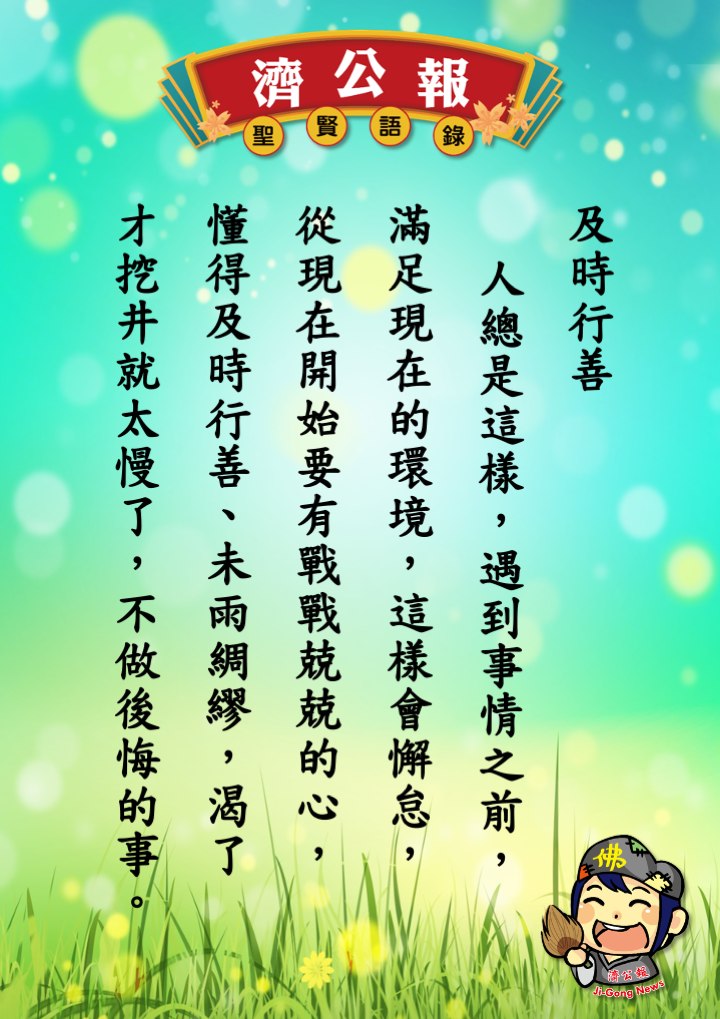 濟公報
聖賢語錄
及時行善
人總是這樣，遇到事情之前，
滿足現在的環境，這樣會懈怠，
從現在開始要有戰戰兢兢的心，
懂得及時行善、未雨綢繆，渴了
才挖井就太慢了，不做後悔的事。
佛
濟公報
Ji-Gong News